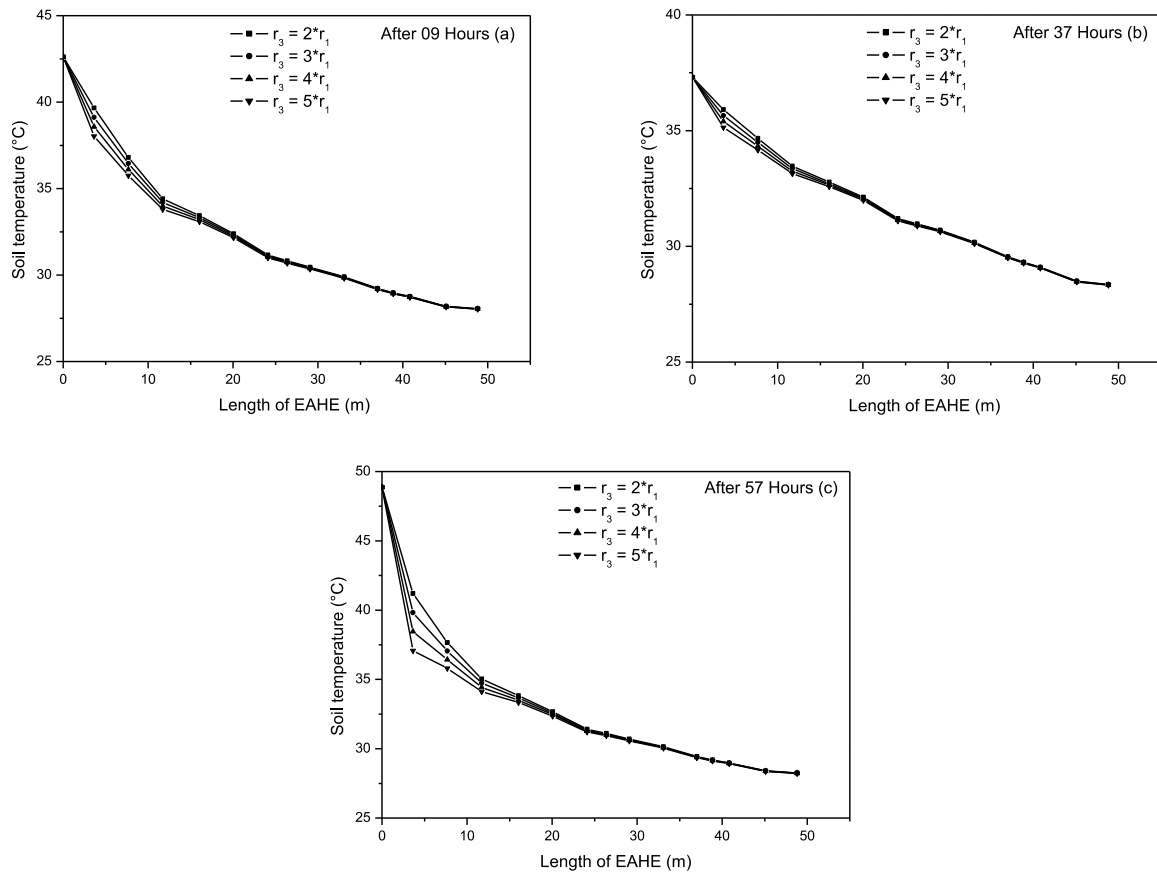 After 09 Hours (a)
r3 = 2*r1
r3 = 3*r1
r3 = 4*r1
r3 = 5*r1
45
40
35
30
25
Soil temperature (°C)
0 10 20 30 40 50
Length of EAHE (m)
After 37 Hours (b)
r3 = 2*r1
r3 = 3*r1
r3 = 4*r1
r3 = 5*r1
40
35
30
25
Soil temperature (°C)
0 10 20 30 40 50
Length of EAHE (m)
After 57 Hours (c)
r3 = 2*r1
r3 = 3*r1
r3 = 4*r1
r3 = 5*r1
50
45
40
35
30
25
Soil temperature (°C)
0 10 20 30 40 50
Length of EAHE (m)